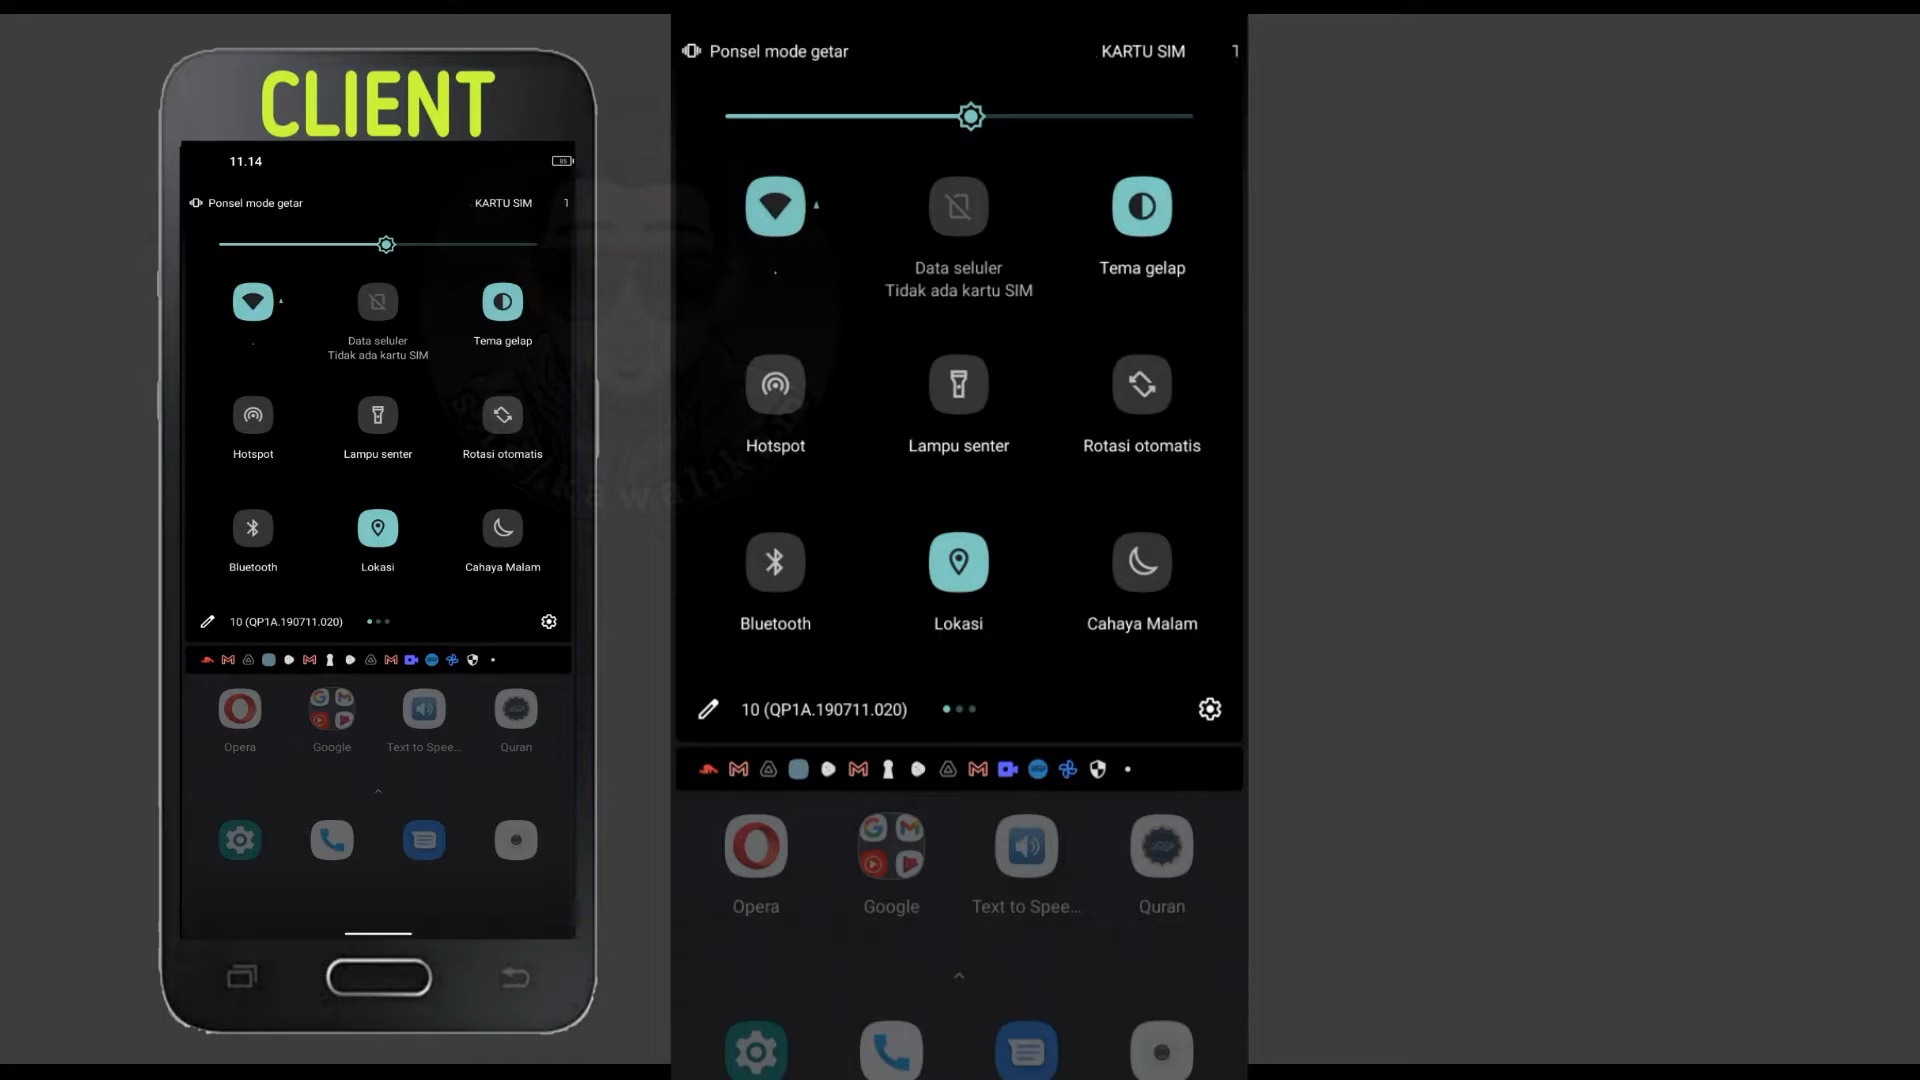 CLIENT
11.14
95
Ponsel mode getar KARTU SIM 1
Data seluler
Tidak ada kartu SIM
Tema gelap
Hotspot
Lampu senter
Rotasi otomatis
Bluetooth
Lokasi
Cahaya Malam
10 (QP1A.190711.020)
Opera
Google
Text to Spee...
Quran
Ponsel mode getar KARTU SIM 1
Data seluler
Tidak ada kartu SIM
Tema gelap
Hotspot
Lampu senter
Rotasi otomatis
Bluetooth
Lokasi
Cahaya Malam
10 (QP1A.190711.020)
Opera
Google
Text to Spee...
Quran